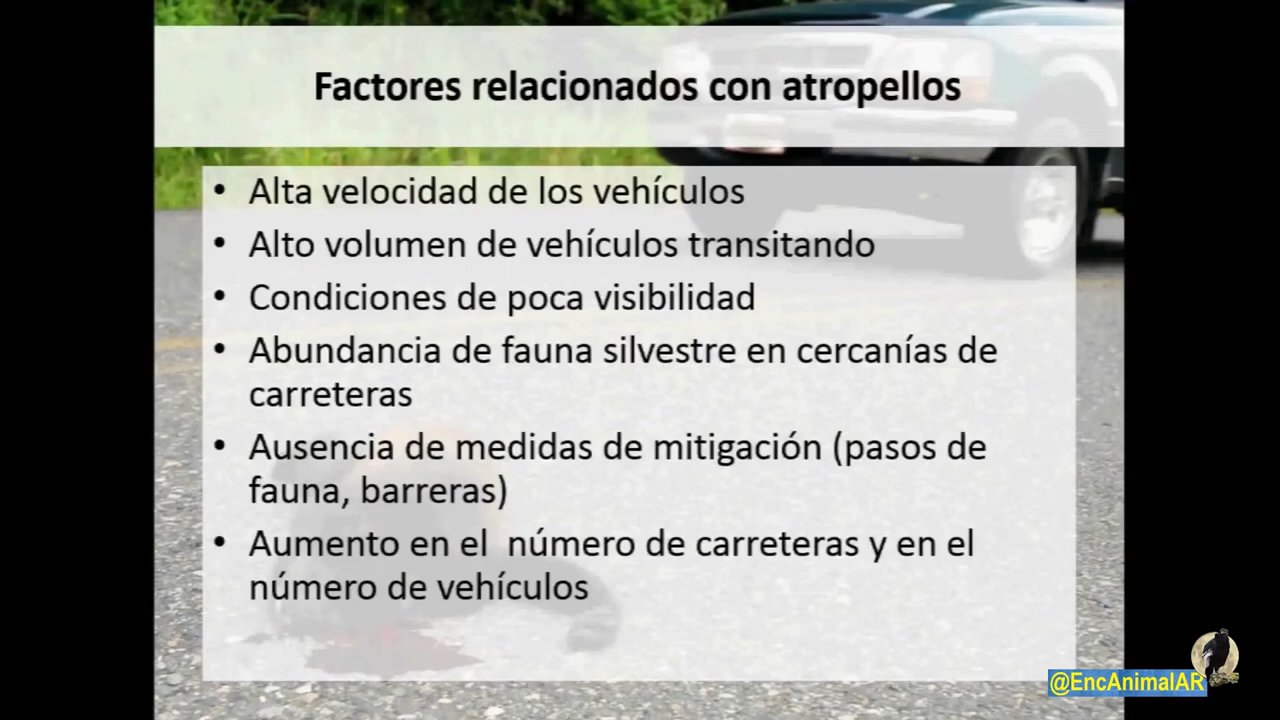 Factores relacionados con atropellos
• Alta velocidad de los vehículos
• Alto volumen de vehículos transitando
• Condiciones de poca visibilidad
• Abundancia de fauna silvestre en cercanías de
carreteras
• Ausencia de medidas de mitigación (pasos de
fauna, barreras)
• Aumento en el  número de carreteras y en el
número de vehículos
@EncAnimalAR